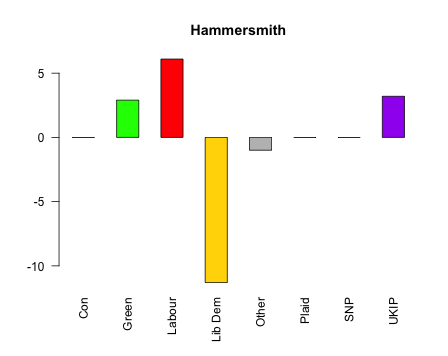 Hammersmith
5
0
-5
-10
Con
Green
Labour
Lib Dem
Other
Plaid
SNP
UKIP